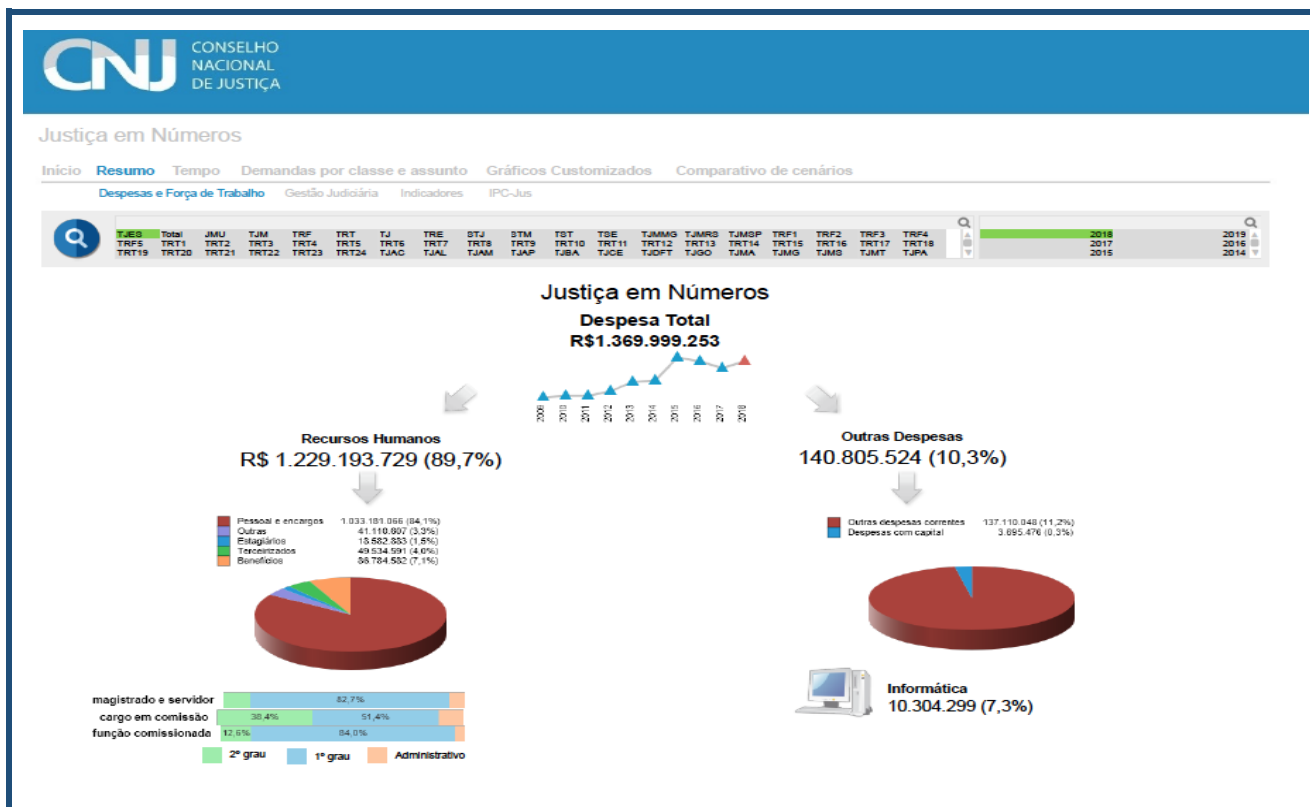 CNJ CONSELHO
NACIONAL
DE JUSTIÇA
Justiça em Números
Início Resumo Tempo Demandas por classe e assunto Gráficos Customizados Comparativo de cenários
Despesas e Força de Trabalho Gestão Judiciária Indicadores IPC-Jus
TJES Total JMU TJM TRF TRT TJ TRE STJ STM TST TSE TJMMG TJMRS TJMSP TRF1 TRF2 TRF3 TRF4 2018 2019
TRF5 TRT1 TRT2 TRT3 TRT4 TRT5 TRT6 TRT7 TRT8 TRT9 TRT10 TRT11 TRT12 TRT13 TRT14 TRT15 TRT16 TRT17 TRT18 2017 2016
TRT19 TRT20 TRT21 TRT22 TRT23 TRT24 TJAC TJAL TJAM TJAP TJBA TJCE TJDFT TJGO TJMA TJMG TJMS TJMT TJPA 2015 2014
Justiça em Números
Despesa Total
R$1.369.999.253
2009 2010 2011 2012 2013 2014 2015 2016 2017 2018
Recursos Humanos
R$ 1.229.193.729 (89,7%)
Outras Despesas
140.805.524 (10,3%)
Pessoal e encargos 1.033.181.066 (84,1%)
Outras 41.110.607 (3,3%)
Estagiários 18.582.883 (1,5%)
Terceirizados 49.534.591 (4,0%)
Benefícios 86.784.582 (7,1%)
Outras despesas correntes 137.110.048 (11,2%)
Despesas com capital 3.695.476 (0,3%)
Informática
10.304.299 (7,3%)
magistrado e servidor 82,7%
cargo em comissão 38,4% 51,4%
função comissionada 12,6% 84,0%
2º grau 1º grau Administrativo